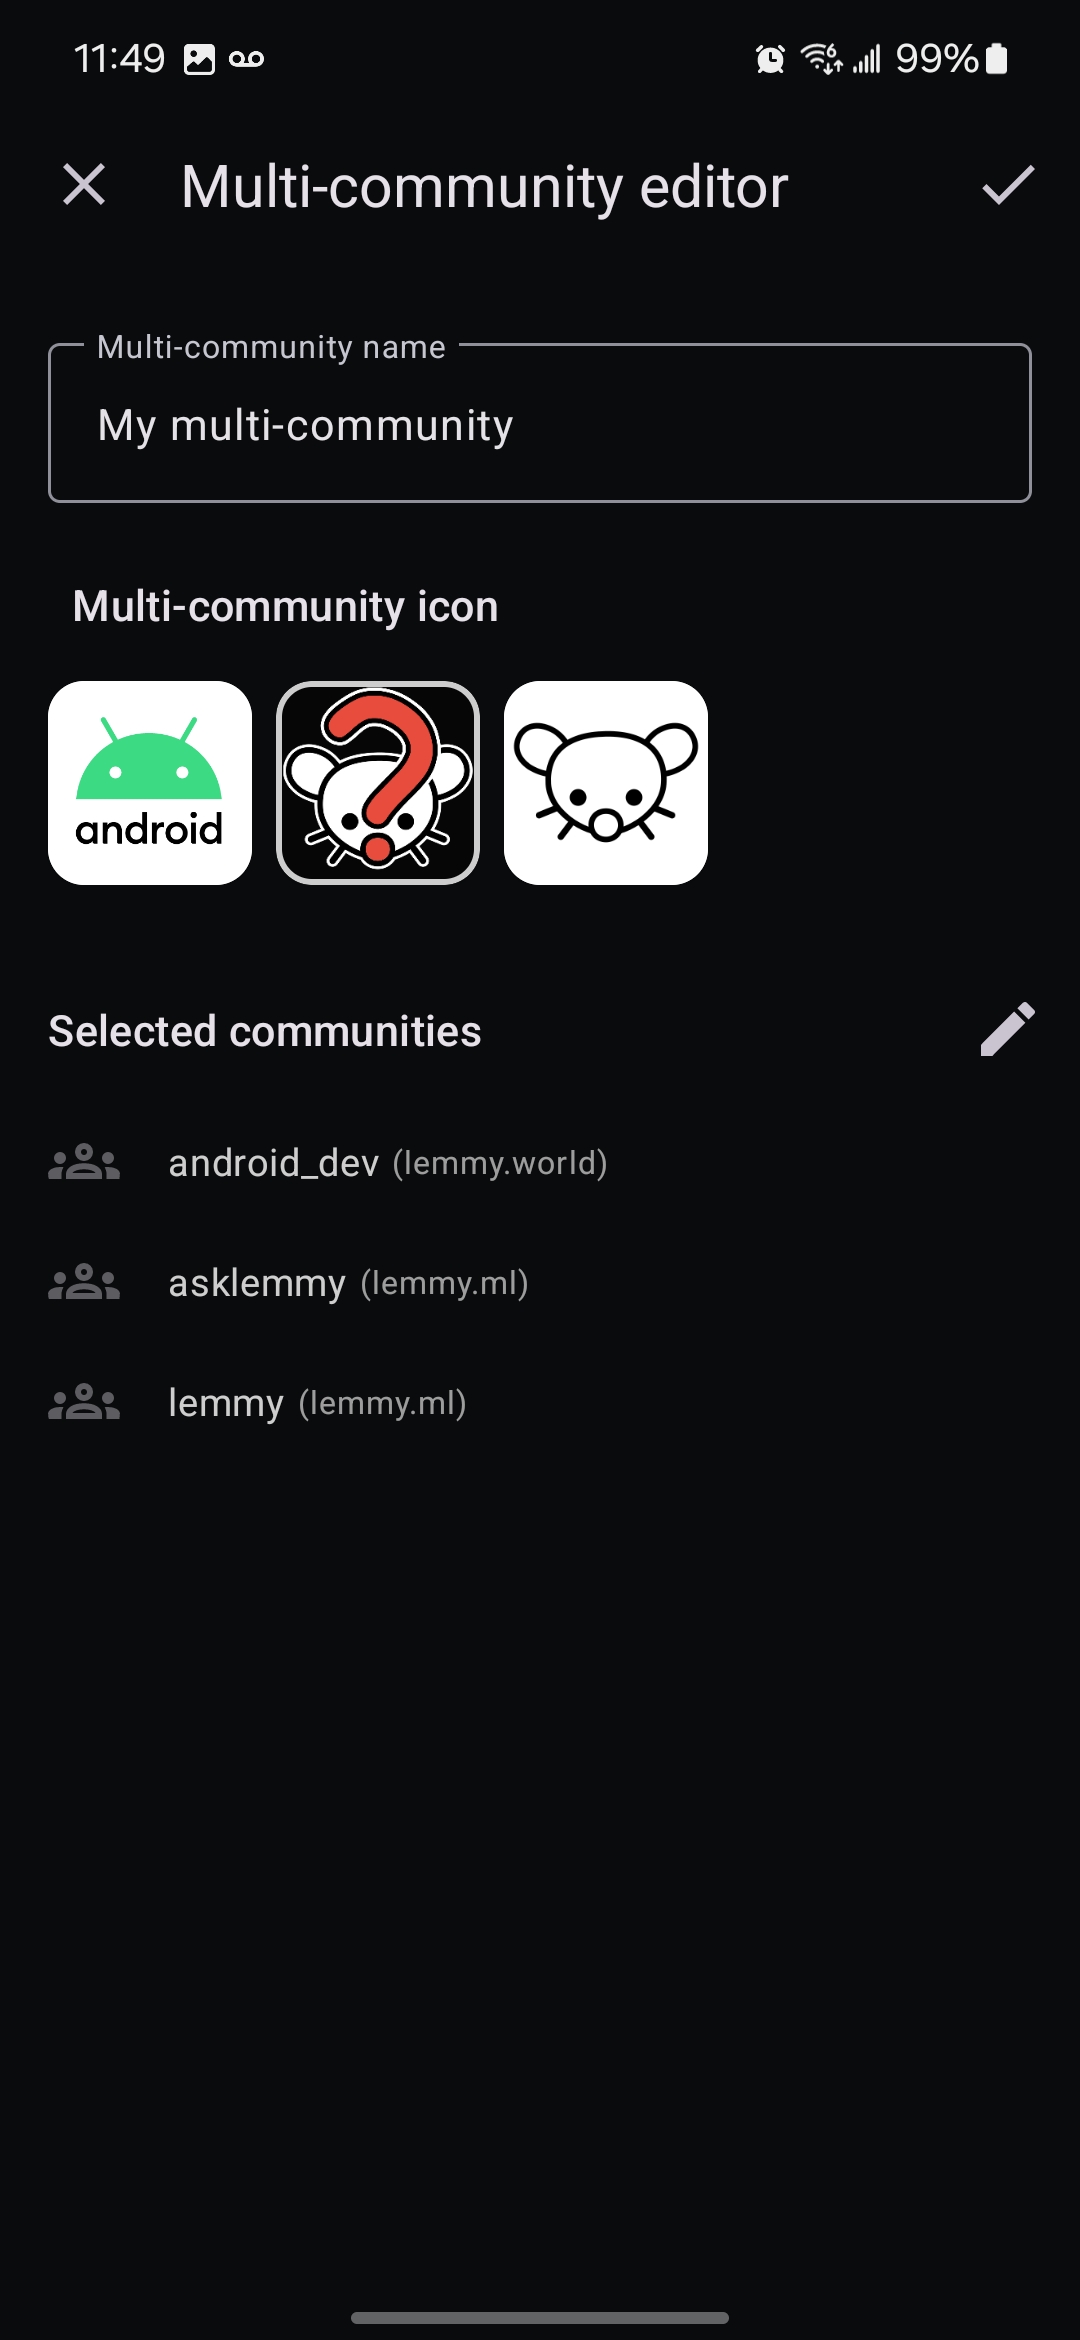 11:49 99%
Multi-community editor
Multi-community name
My multi-community
Multi-community icon
android
Selected communities
android_dev (lemmy.world)
asklemmy (lemmy.ml)
lemmy (lemmy.ml)